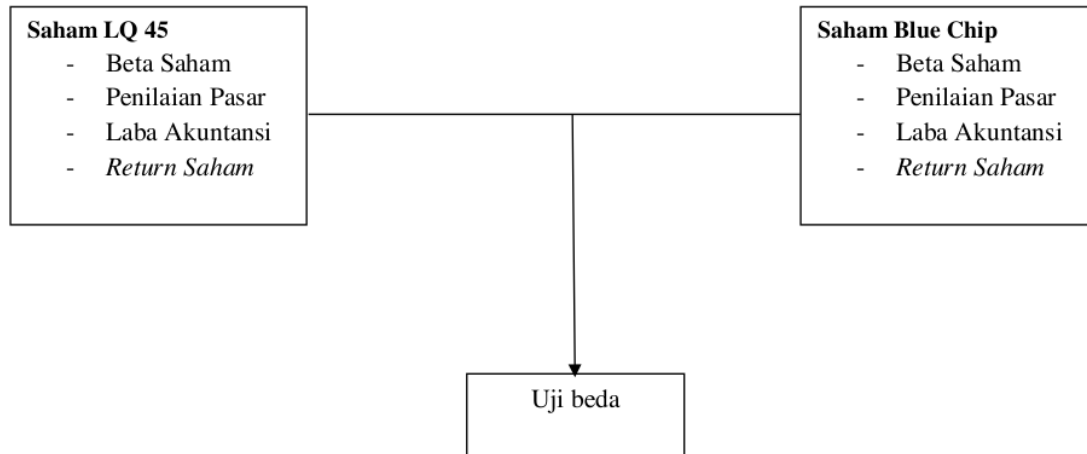 Saham LQ 45
- Beta Saham
- Penilaian Pasar
- Laba Akuntansi
- Return Saham
Saham Blue Chip
- Beta Saham
- Penilaian Pasar
- Laba Akuntansi
- Return Saham
Uji beda